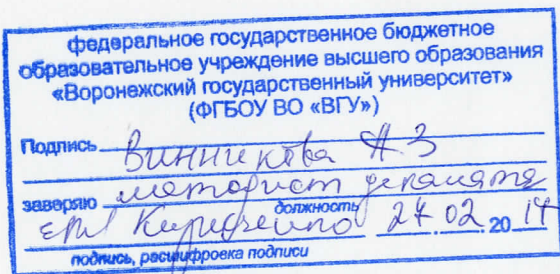 федеральное государственное бюджетное
образовательное учреждение высшего образования
«Воронежский государственный университет»
(ФГБОУ ВО «ВГУ»)
Подпись Винникова А.З
заверяю методист деканата
должность
27.02 20
подпись, расшифровка подписи